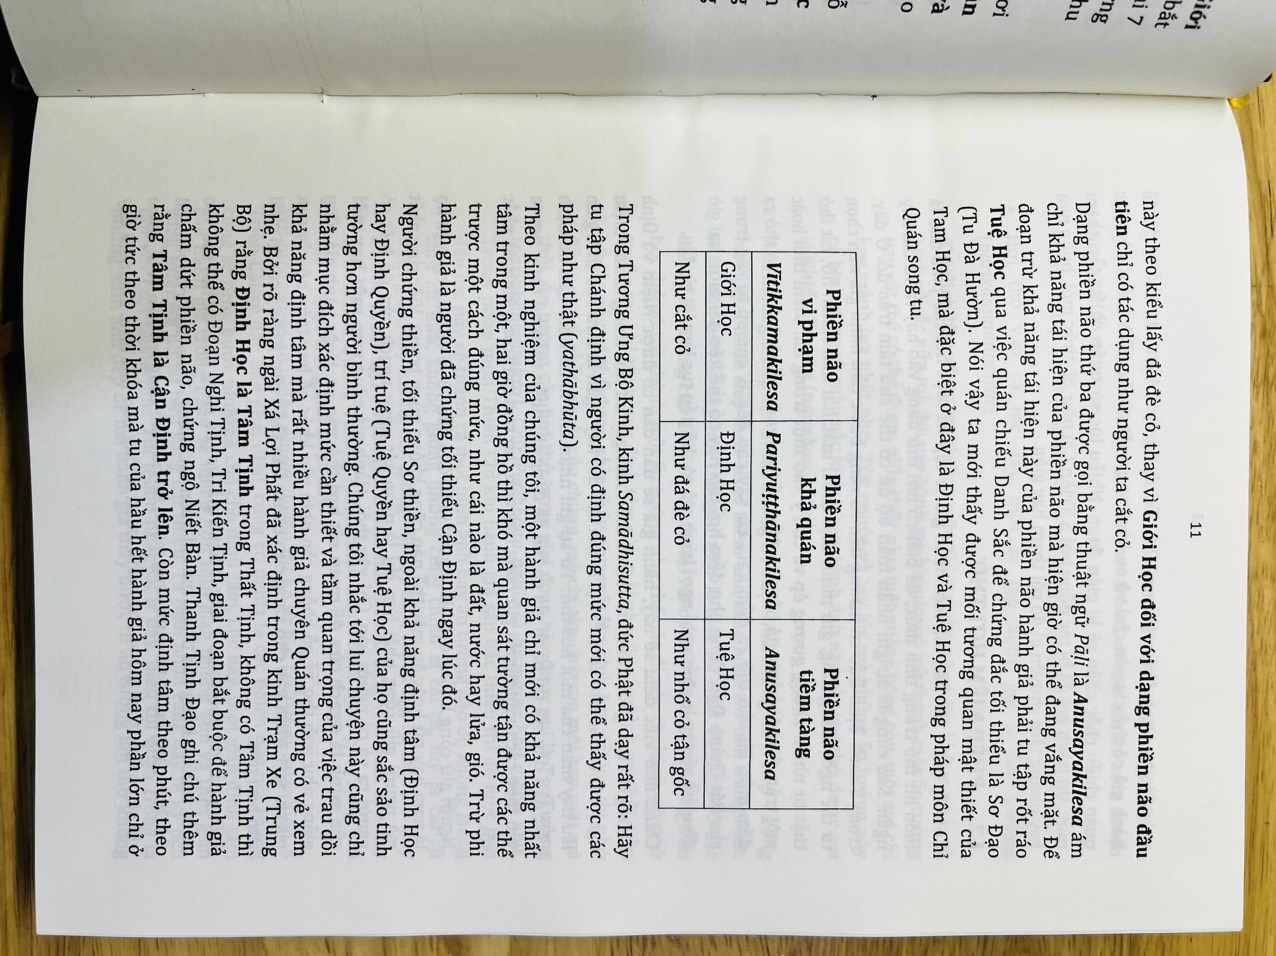 iới
bắt
i 7
ng
hu
ơi
ân
và
o
ỗ
c
n
g
g
11
này theo kiểu lấy đá đè cỏ, thay vì Giới Học đối với dạng phiền não đầu
tiên chỉ có tác dụng như người ta cắt cỏ.
Dạng phiền não thứ ba được gọi bằng thuật ngữ Pāḷi là Anusayakilesa ám
chỉ khả năng tái hiện của phiền não mà hiện giờ có thể đang vắng mặt. Để
đoạn trừ khả năng tái hiện này của phiền não hành giả phải tu tập rốt ráo
Tuệ Học qua việc quán chiếu Danh Sắc để chứng đắc tối thiểu là Sơ Đạo
(Tu Đà Hườn). Nói vậy ta mới thấy được mối tương quan mật thiết của
Tam Học, mà đặc biệt ở đây là Định Học và Tuệ Học trong pháp môn Chỉ
Quán song tu.
Phiền não vi phạm Phiền não khả quán Phiền não tiềm tàng
Vītikkamakilesa Pariyuṭṭhānakilesa Anusayakilesa
Giới Học Định Học Tuệ Học
Như cắt cỏ Như đá đè cỏ Như nhổ cỏ tận gốc
Trong Tương Ưng Bộ Kinh, kinh Samādhisutta, đức Phật đã dạy rất rõ: Hãy
tu tập Chánh định vì người có định đúng mức mới có thể thấy được các
pháp như thật (yathābhūta).
Theo kinh nghiệm của chúng tôi, một hành giả chỉ mới có khả năng nhất
tâm trong một, hai giờ đồng hồ thì khó mà quan sát tường tận được các thể
trược một cách đúng mức, như cái nào là đất, nước hay lửa, gió. Trừ phi
hành giả là người đã chứng tối thiểu Cận Định ngay lúc đó.
Người chứng thiền, tối thiểu Sơ thiền, ngoài khả năng định tâm (Định Học
hay Định Quyền), trí tuệ (Tuệ Quyền hay Tuệ Học) của họ cũng sắc sảo tinh
tường hơn người bình thường. Chúng tôi nhắc tới lui chuyện này cũng chỉ
nhằm mục đích xác định mức cần thiết và tầm quan trọng của việc trau dồi
khả năng định tâm mà rất nhiều hành giả chuyên Quán thường có vẻ xem
nhẹ. Bởi rõ ràng ngài Xá Lợi Phất đã xác định trong kinh Trạm Xe (Trung
Bộ) rằng Định Học là Tâm Tịnh trong Thất Tịnh, không có Tâm Tịnh thì
không thể có Đoạn Nghi Tịnh, Tri Kiến Tịnh, giai đoạn bắt buộc để hành giả
chấm dứt phiền não, chứng ngộ Niết Bàn. Thanh Tịnh Đạo ghi chú thêm
rằng Tâm Tịnh là Cận Định trở lên. Còn mức định tâm theo phút, theo
giờ tức theo thời khóa mà tu của hầu hết hành giả hôm nay phần lớn chỉ ở